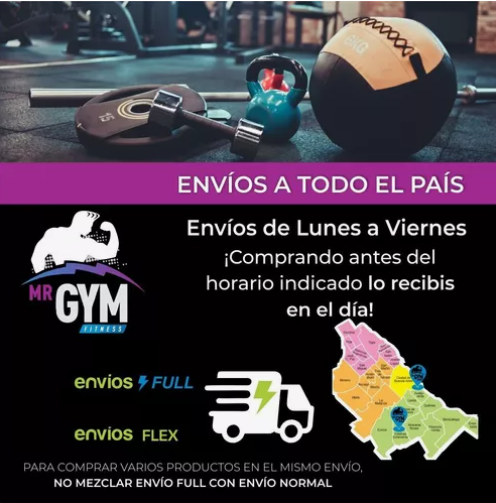 ENVÍOS A TODO EL PAÍS
Envíos de Lunes a Viernes
¡Comprando antes del
horario indicado lo recibis
en el día!
MR
GYM
FITNESS
envíos FULL
envíos FLEX
PARA COMPRAR VARIOS PRODUCTOS EN EL MISMO ENVÍO,
NO MEZCLAR ENVÍO FULL CON ENVÍO NORMAL